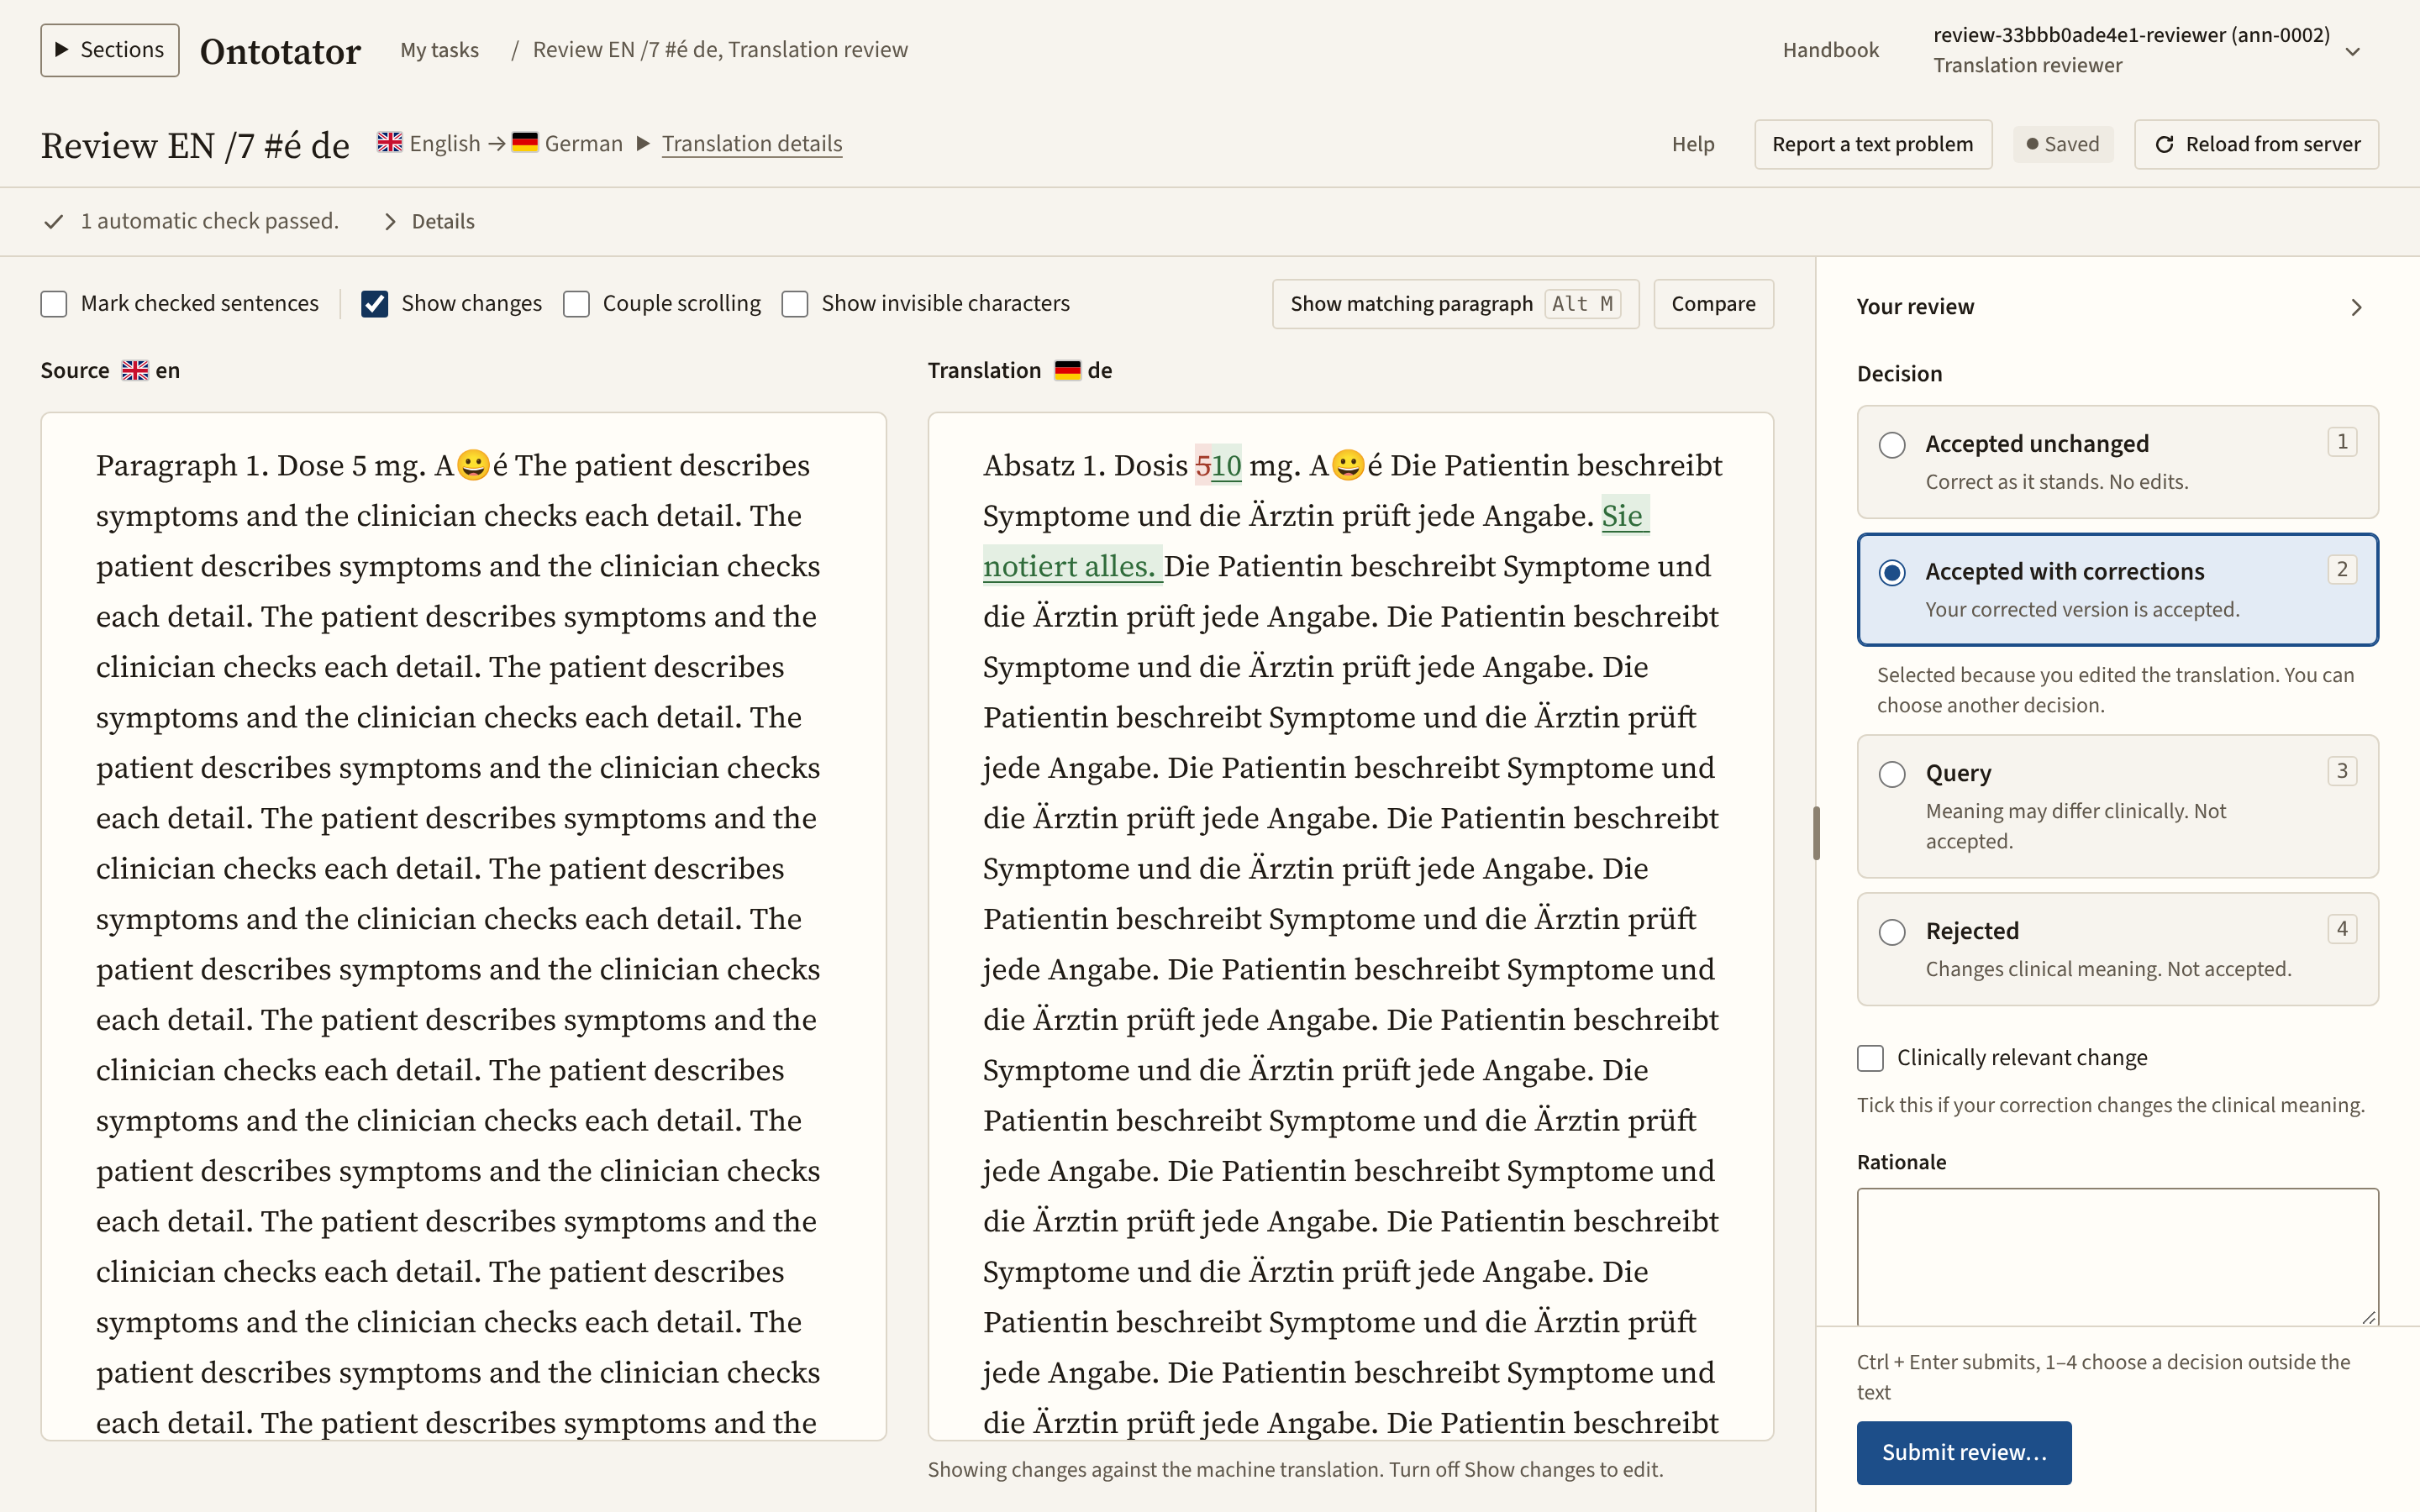 Sections
Ontotator
My tasks / Review EN /7 #é de, Translation review
Handbook
review-33bbb0ade4e1-reviewer (ann-0002)
Translation reviewer
Review EN /7 #é de
English → German
Translation details
Help
Report a text problem
Saved
Reload from server
1 automatic check passed.
Details
Mark checked sentences
Show changes
Couple scrolling
Show invisible characters
Show matching paragraph Alt M
Compare
Source en
Paragraph 1. Dose 5 mg. A😀é The patient describes
symptoms and the clinician checks each detail. The
patient describes symptoms and the clinician checks
each detail. The patient describes symptoms and the
clinician checks each detail. The patient describes
symptoms and the clinician checks each detail. The
patient describes symptoms and the clinician checks
each detail. The patient describes symptoms and the
clinician checks each detail. The patient describes
symptoms and the clinician checks each detail. The
patient describes symptoms and the clinician checks
each detail. The patient describes symptoms and the
clinician checks each detail. The patient describes
symptoms and the clinician checks each detail. The
patient describes symptoms and the clinician checks
each detail. The patient describes symptoms and the
clinician checks each detail. The patient describes
symptoms and the clinician checks each detail. The
patient describes symptoms and the clinician checks
each detail. The patient describes symptoms and the
Translation de
Absatz 1. Dosis 510 mg. A😀é Die Patientin beschreibt
Symptome und die Ärztin prüft jede Angabe. Sie
notiert alles. Die Patientin beschreibt Symptome und
die Ärztin prüft jede Angabe. Die Patientin beschreibt
Symptome und die Ärztin prüft jede Angabe. Die
Patientin beschreibt Symptome und die Ärztin prüft
jede Angabe. Die Patientin beschreibt Symptome und
die Ärztin prüft jede Angabe. Die Patientin beschreibt
Symptome und die Ärztin prüft jede Angabe. Die
Patientin beschreibt Symptome und die Ärztin prüft
jede Angabe. Die Patientin beschreibt Symptome und
die Ärztin prüft jede Angabe. Die Patientin beschreibt
Symptome und die Ärztin prüft jede Angabe. Die
Patientin beschreibt Symptome und die Ärztin prüft
jede Angabe. Die Patientin beschreibt Symptome und
die Ärztin prüft jede Angabe. Die Patientin beschreibt
Symptome und die Ärztin prüft jede Angabe. Die
Patientin beschreibt Symptome und die Ärztin prüft
jede Angabe. Die Patientin beschreibt Symptome und
die Ärztin prüft jede Angabe. Die Patientin beschreibt
Showing changes against the machine translation. Turn off Show changes to edit.
Your review
Decision
Accepted unchanged 1
Correct as it stands. No edits.
Accepted with corrections 2
Your corrected version is accepted.
Selected because you edited the translation. You can
choose another decision.
Query 3
Meaning may differ clinically. Not
accepted.
Rejected 4
Changes clinical meaning. Not accepted.
Clinically relevant change
Tick this if your correction changes the clinical meaning.
Rationale
Ctrl + Enter submits, 1–4 choose a decision outside the
text
Submit review…